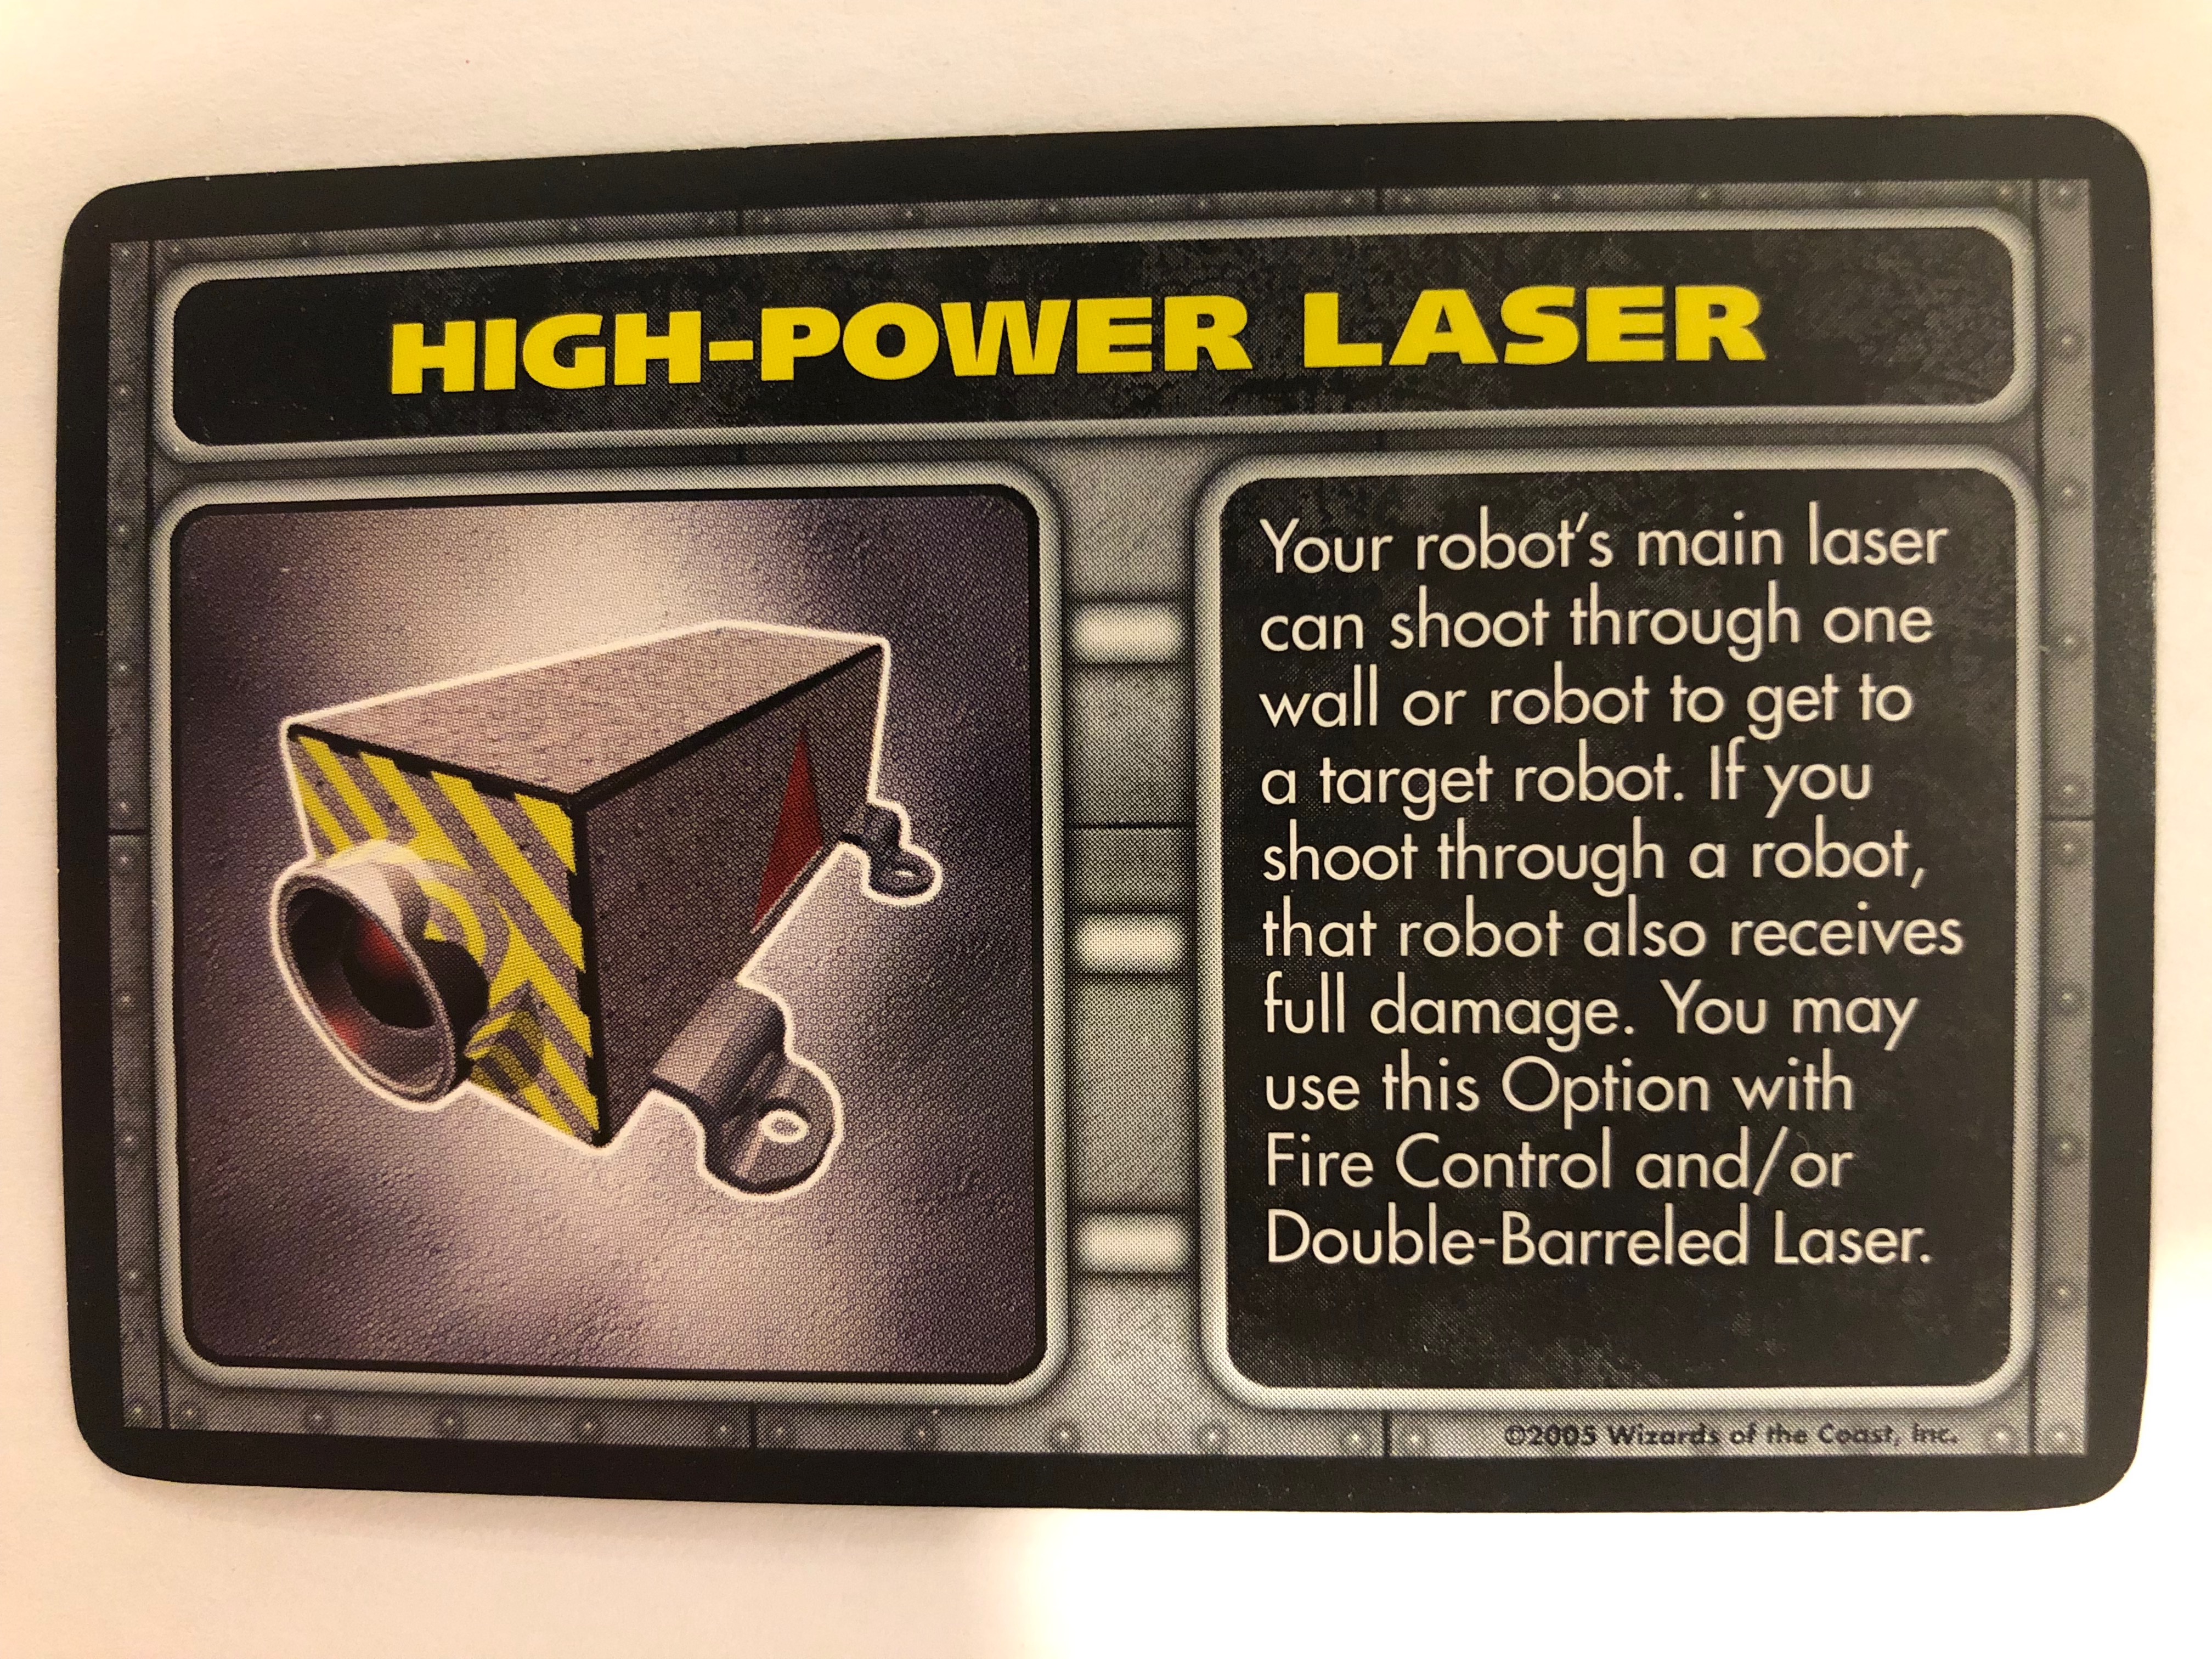 HIGH-POWER LASER
Your robot's main laser
can shoot through one
wall or robot to get to
a target robot. If you
shoot through a robot,
that robot also receives
full damage. You may
use this Option with
Fire Control and/or
Double-Barreled Laser.
©2005 Wizards of the Coast, Inc.